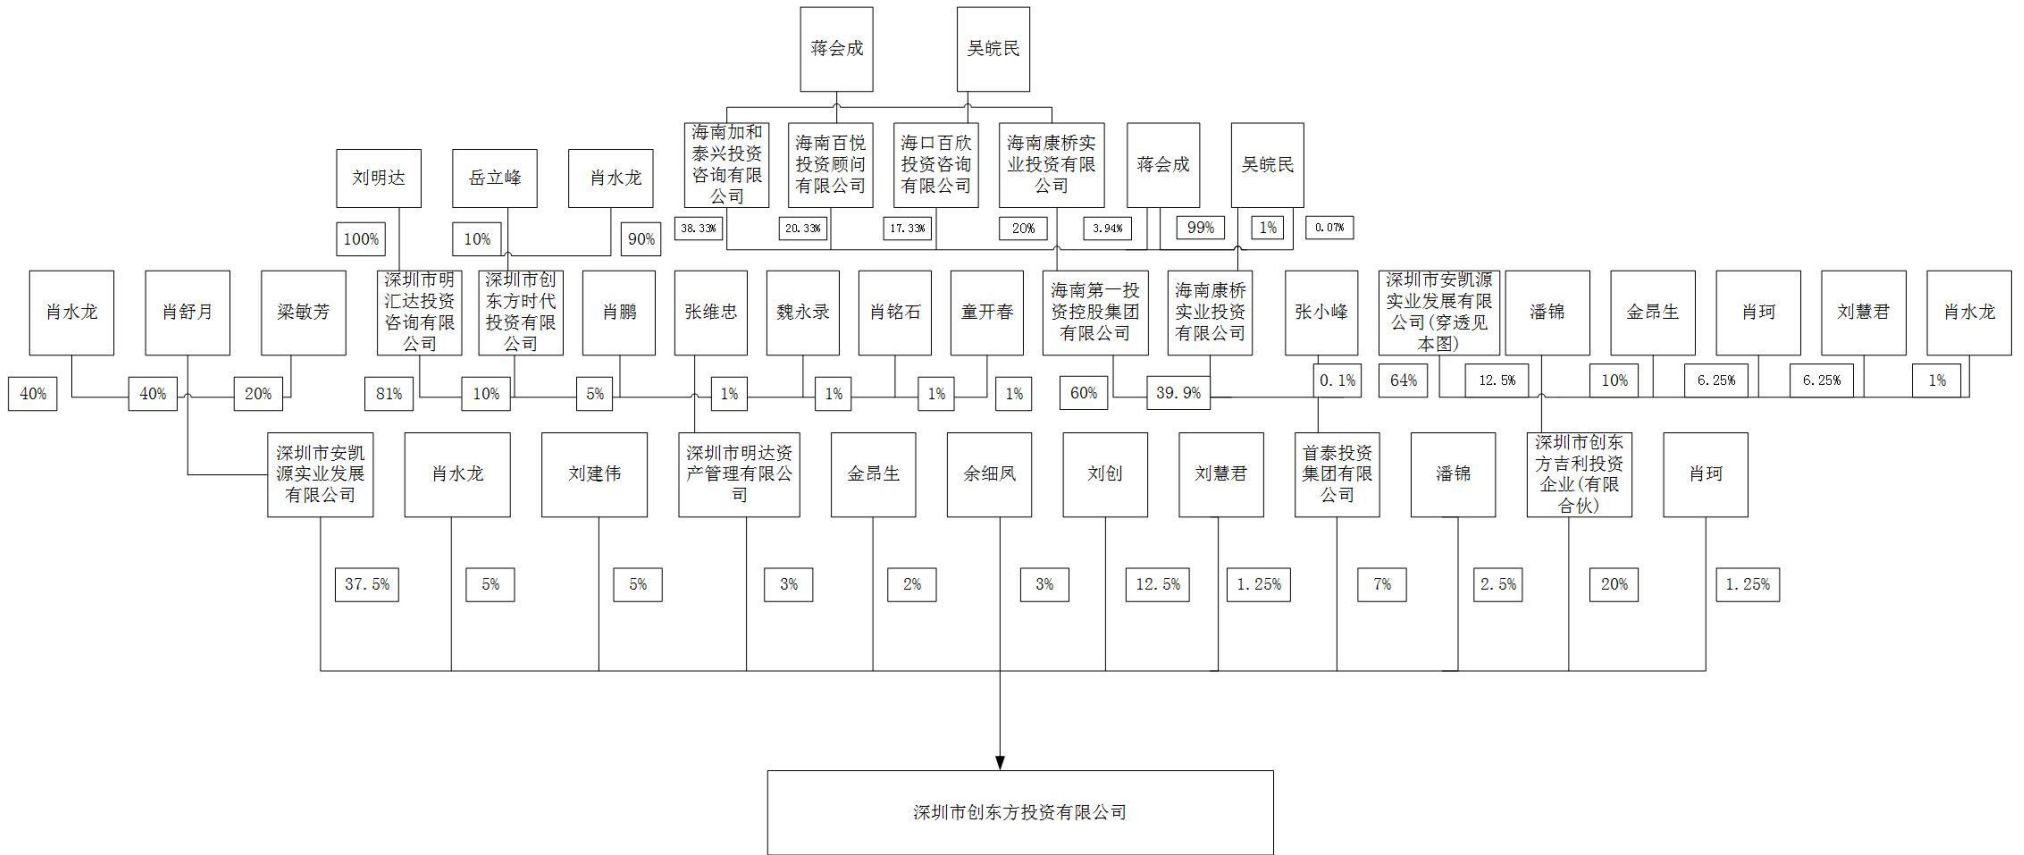 蒋会成
吴皖民
海南加和
泰兴投资
咨询有限
公司
海南百悦
投资顾问
有限公司
海口百欣
投资咨询
有限公司
海南康桥实
业投资有限
公司
蒋会成
吴皖民
刘明达
岳立峰
肖水龙
38.33%
20.33%
17.33%
20%
3.94%
99%
1%
0.07%
100%
10%
90%
肖水龙
肖舒月
梁敏芳
深圳市明
汇达投资
咨询有限
公司
深圳市创
东方时代
投资有限
公司
肖鹏
张维忠
魏永录
肖铭石
童开春
海南第一投
资控股集团
有限公司
海南康桥
实业投资
有限公司
张小峰
深圳市安凯源
实业发展有限
公司(穿透见
本图)
潘锦
金昂生
肖珂
刘慧君
肖水龙
40%
40%
20%
81%
10%
5%
1%
1%
1%
1%
60%
39.9%
0.1%
64%
12.5%
10%
6.25%
6.25%
1%
深圳市安凯
源实业发展
有限公司
肖水龙
刘建伟
深圳市明达资
产管理有限公
司
金昂生
余细凤
刘创
刘慧君
首泰投资
集团有限
公司
潘锦
深圳市创东
方吉利投资
企业(有限
合伙)
肖珂
37.5%
5%
5%
3%
2%
3%
12.5%
1.25%
7%
2.5%
20%
1.25%
深圳市创东方投资有限公司